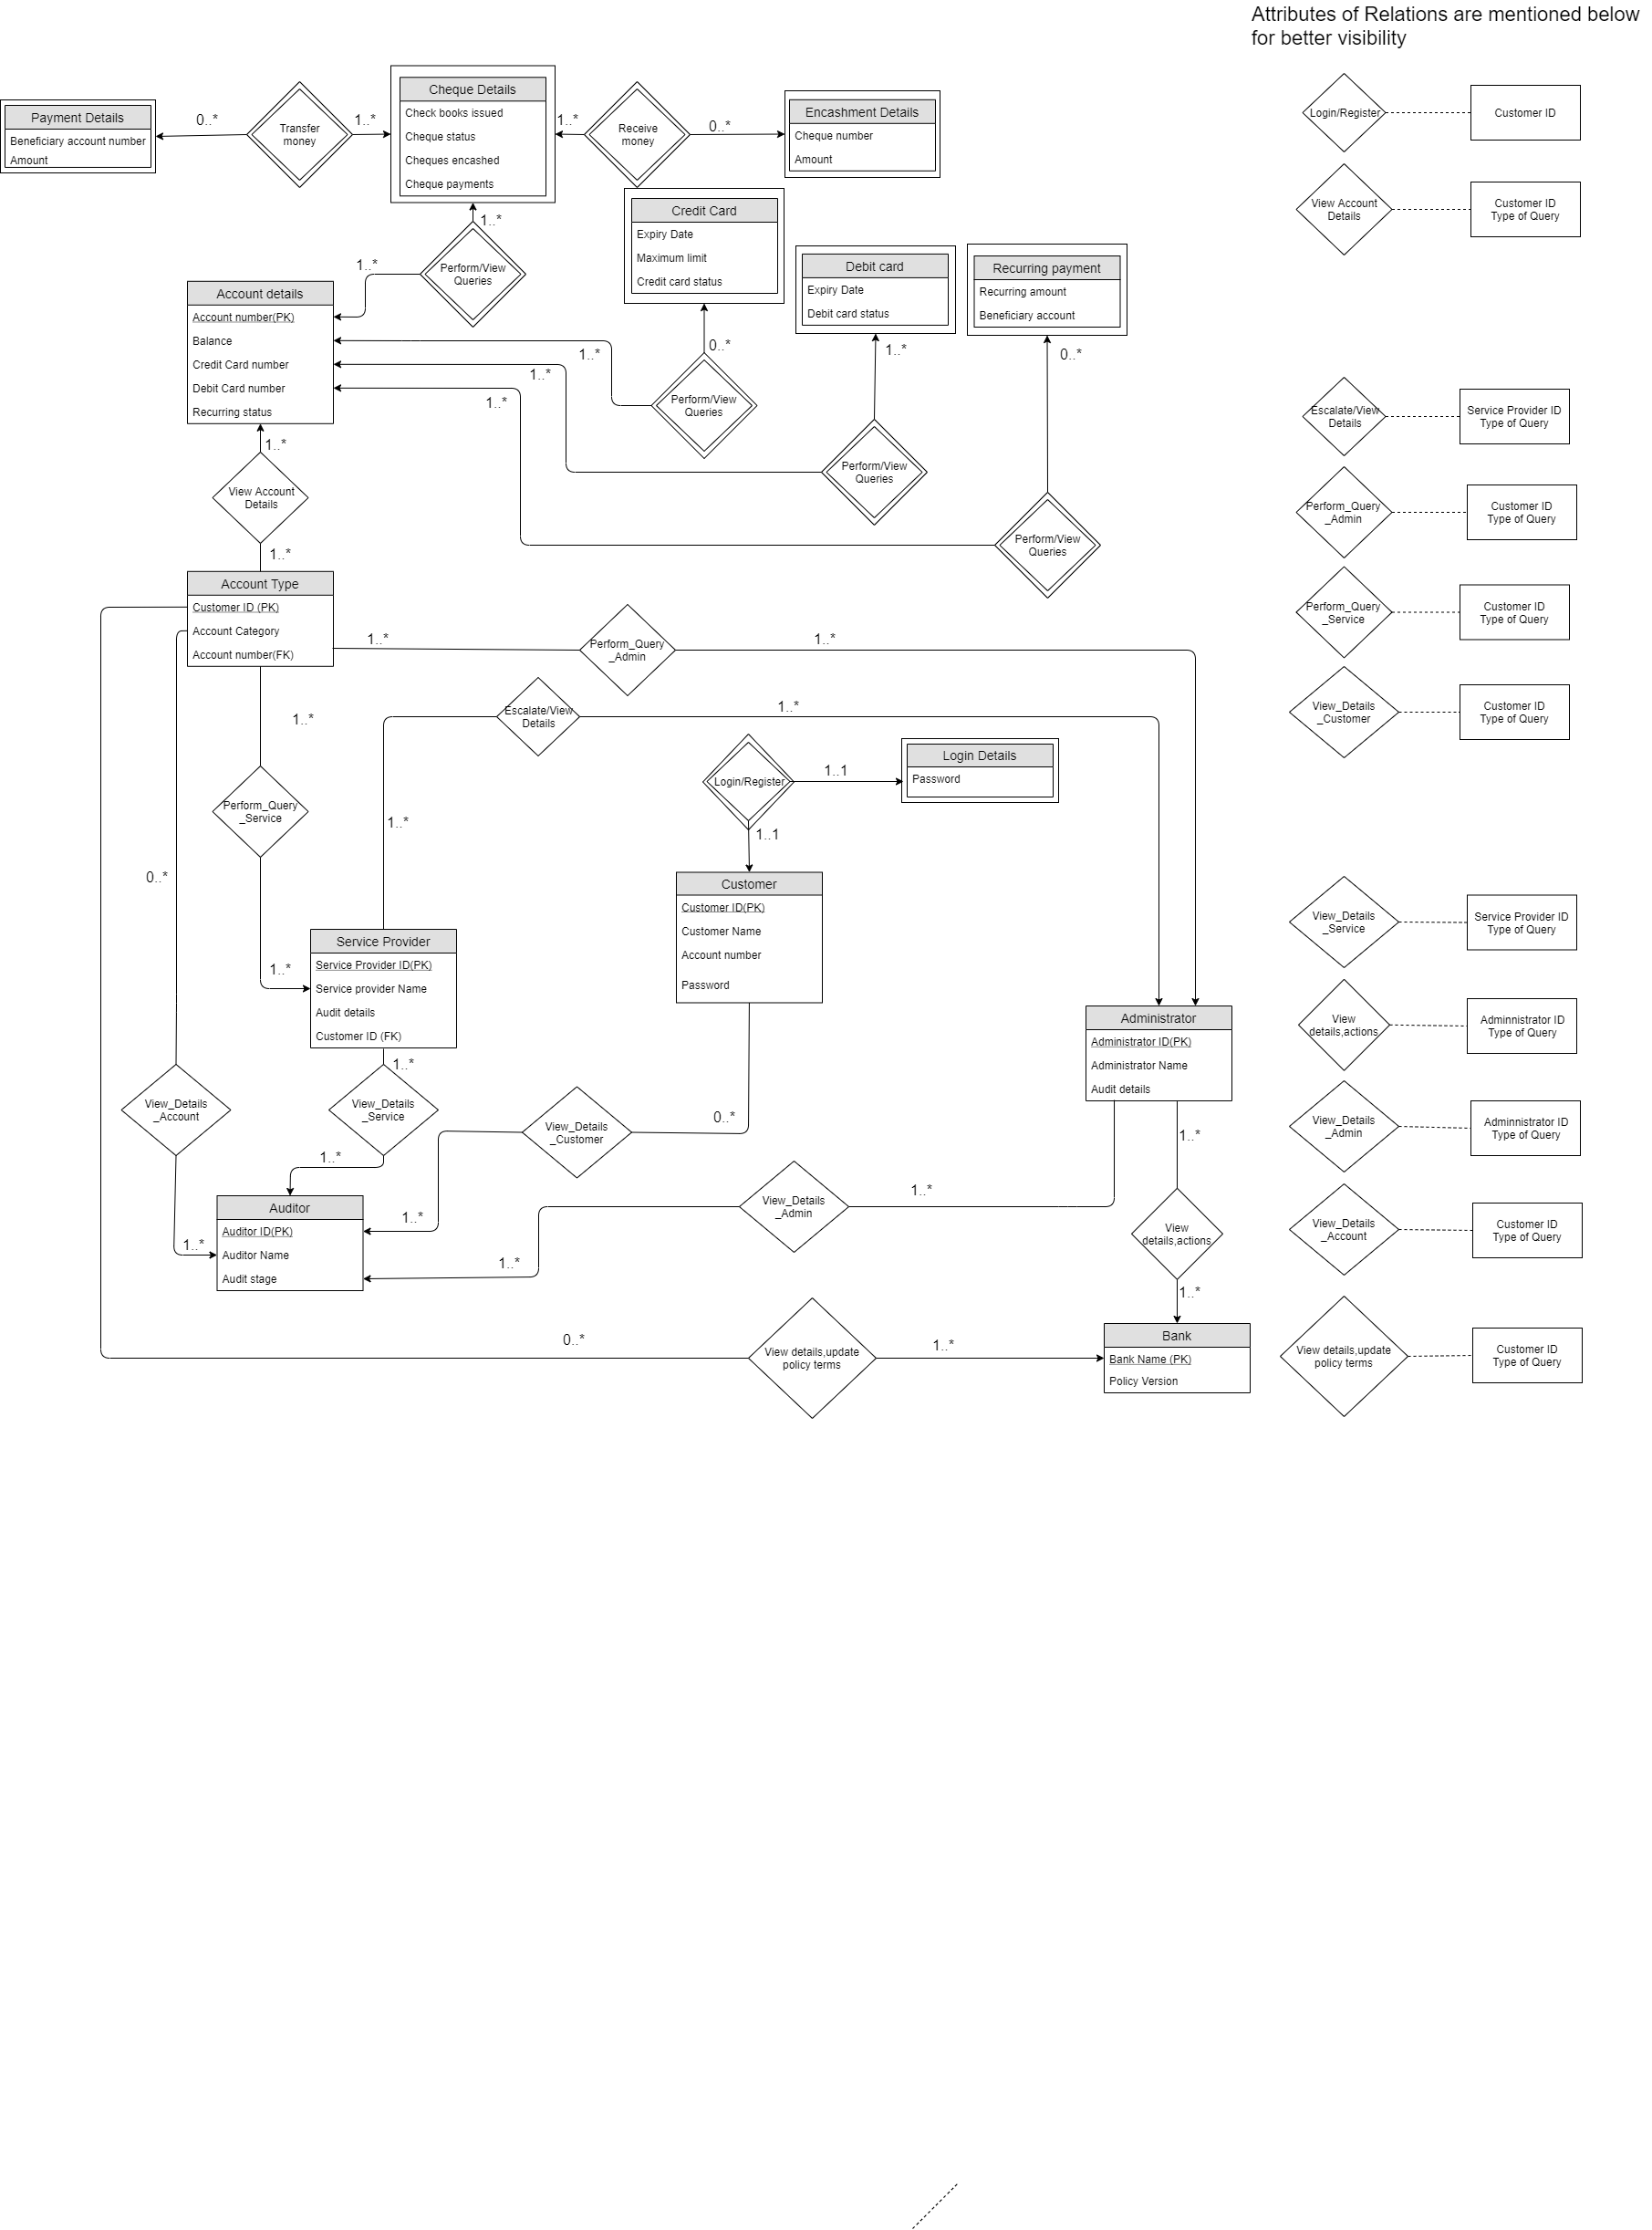 Attributes of Relations are mentioned below
for better visibility
Payment Details
Beneficiary account number
Amount
0..*
Transfer
money
1..*
Cheque Details
Check books issued
Cheque status
Cheques encashed
Cheque payments
1..*
Receive
money
0..*
Encashment Details
Cheque number
Amount
Login/Register
Customer ID
View Account
Details
Customer ID
Type of Query
1..*
Perform/View
Queries
1..*
Credit Card
Expiry Date
Maximum limit
Credit card status
Debit card
Expiry Date
Debit card status
Recurring payment
Recurring amount
Beneficiary account
Account details
Account number(PK)
Balance
Credit Card number
Debit Card number
Recurring status
0..*
1..*
Perform/View
Queries
1..*
1..*
Perform/View
Queries
0..*
1..*
Perform/View
Queries
Escalate/View
Details
Service Provider ID
Type of Query
Perform_Query
_Admin
Customer ID
Type of Query
Perform_Query
_Service
Customer ID
Type of Query
View_Details
_Customer
Customer ID
Type of Query
1..*
View Account
Details
1..*
Account Type
Customer ID (PK)
Account Category
Account number(FK)
1..*
Perform_Query
_Admin
1..*
Escalate/View
Details
1..*
1..*
1..*
Perform_Query
_Service
1..*
0..*
Login/Register
1..1
Login Details
Password
1..1
Customer
Customer ID(PK)
Customer Name
Account number
Password
Service Provider
Service Provider ID(PK)
Service provider Name
Audit details
Customer ID (FK)
Administrator
Administrator ID(PK)
Administrator Name
Audit details
View_Details
_Service
Service Provider ID
Type of Query
View
details,actions
Adminnistrator ID
Type of Query
View_Details
_Admin
Adminnistrator ID
Type of Query
View_Details
_Account
Customer ID
Type of Query
View details,update
policy terms
Customer ID
Type of Query
View_Details
_Account
1..*
1..*
View_Details
_Service
1..*
View_Details
_Customer
0..*
1..*
View_Details
_Admin
1..*
1..*
1..*
View
details,actions
1..*
Auditor
Auditor ID(PK)
Auditor Name
Audit stage
0..*
View details,update
policy terms
1..*
Bank
Bank Name (PK)
Policy Version